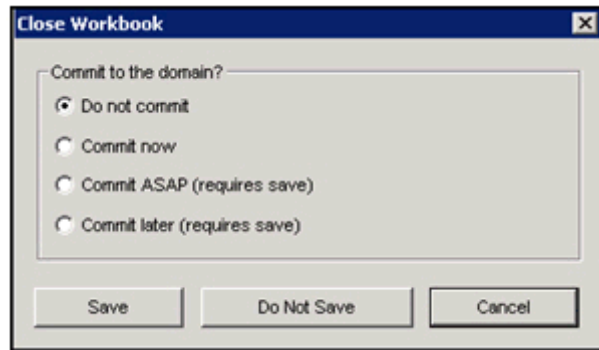 Close Workbook
Commit to the domain?
Do not commit
Commit now
Commit ASAP (requires save)
Commit later (requires save)
Save Do Not Save Cancel